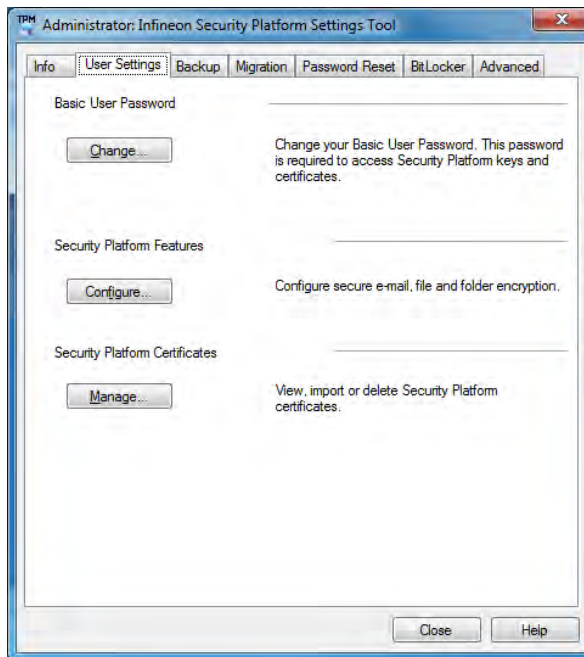 TPM
Administrator: Infineon Security Platform Settings Tool
Info User Settings Backup Migration Password Reset BitLocker Advanced
Basic User Password
Change...
Change your Basic User Password. This password
is required to access Security Platform keys and
certificates.
Security Platform Features
Configure...
Configure secure e-mail, file and folder encryption.
Security Platform Certificates
Manage...
View, import or delete Security Platform
certificates.
Close Help